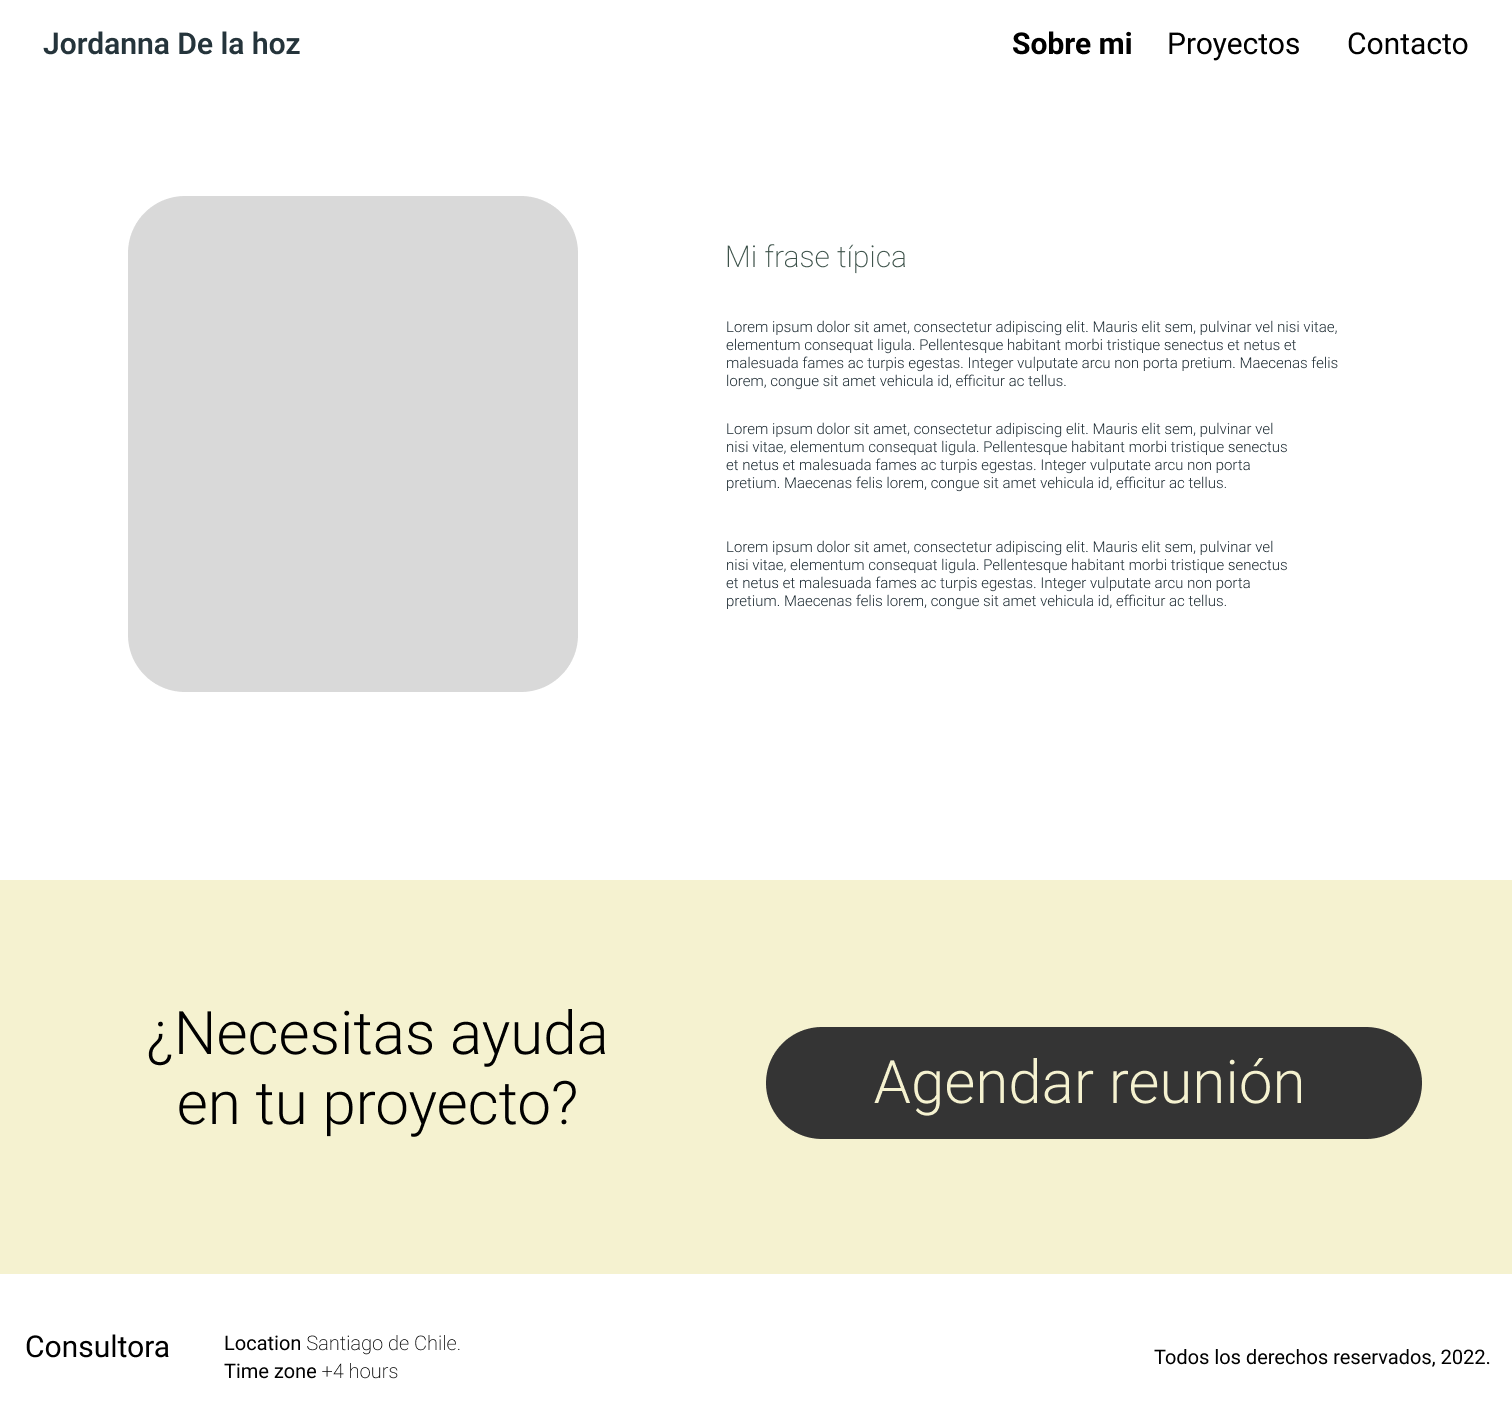 Jordanna De la hoz
Sobre mi
Proyectos
Contacto
Mi frase típica
Lorem ipsum dolor sit amet, consectetur adipiscing elit. Mauris elit sem, pulvinar vel nisi vitae,
elementum consequat ligula. Pellentesque habitant morbi tristique senectus et netus et
malesuada fames ac turpis egestas. Integer vulputate arcu non porta pretium. Maecenas felis
lorem, congue sit amet vehicula id, efficitur ac tellus.
Lorem ipsum dolor sit amet, consectetur adipiscing elit. Mauris elit sem, pulvinar vel
nisi vitae, elementum consequat ligula. Pellentesque habitant morbi tristique senectus
et netus et malesuada fames ac turpis egestas. Integer vulputate arcu non porta
pretium. Maecenas felis lorem, congue sit amet vehicula id, efficitur ac tellus.
Lorem ipsum dolor sit amet, consectetur adipiscing elit. Mauris elit sem, pulvinar vel
nisi vitae, elementum consequat ligula. Pellentesque habitant morbi tristique senectus
et netus et malesuada fames ac turpis egestas. Integer vulputate arcu non porta
pretium. Maecenas felis lorem, congue sit amet vehicula id, efficitur ac tellus.
¿Necesitas ayuda
en tu proyecto?
Agendar reunión
Consultora
Location Santiago de Chile.
Time zone +4 hours
Todos los derechos reservados, 2022.